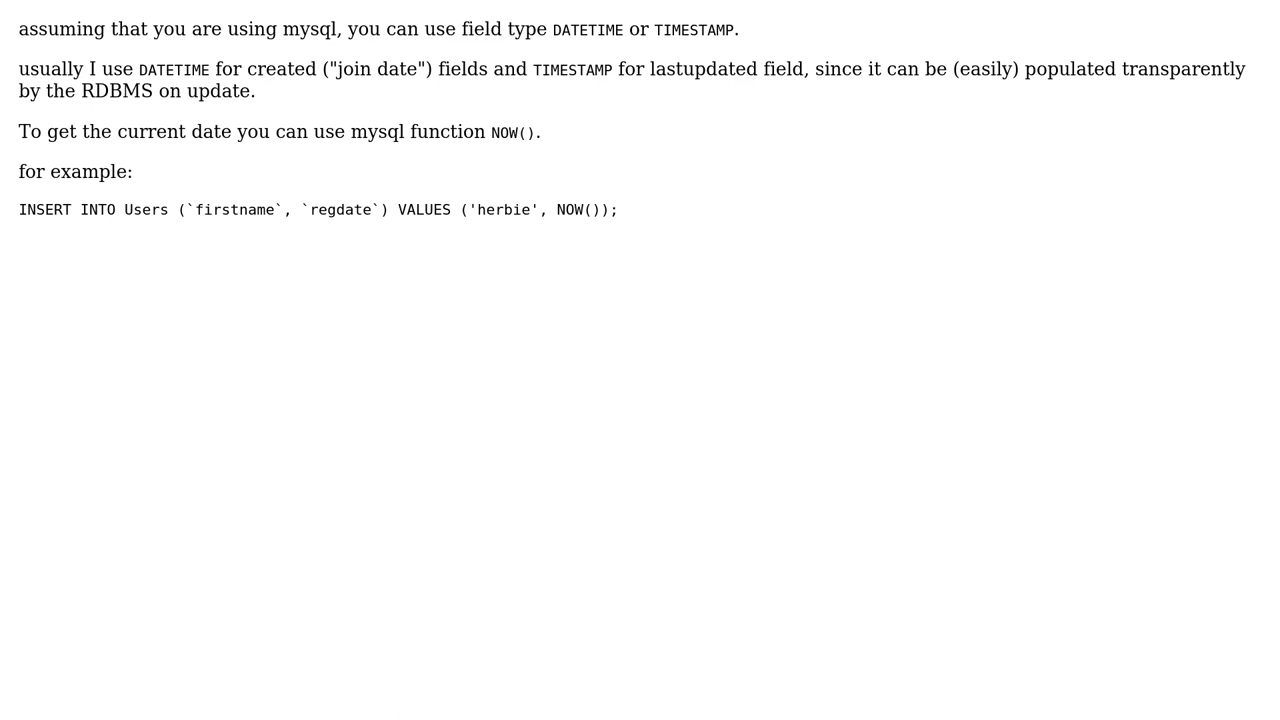 assuming that you are using mysql, you can use field type DATETIME or TIMESTAMP.
usually I use DATETIME for created ("join date") fields and TIMESTAMP for lastupdated field, since it can be (easily) populated transparently
by the RDBMS on update.
To get the current date you can use mysql function NOW().
for example:
INSERT INTO Users (`firstname`, `regdate`) VALUES ('herbie', NOW());